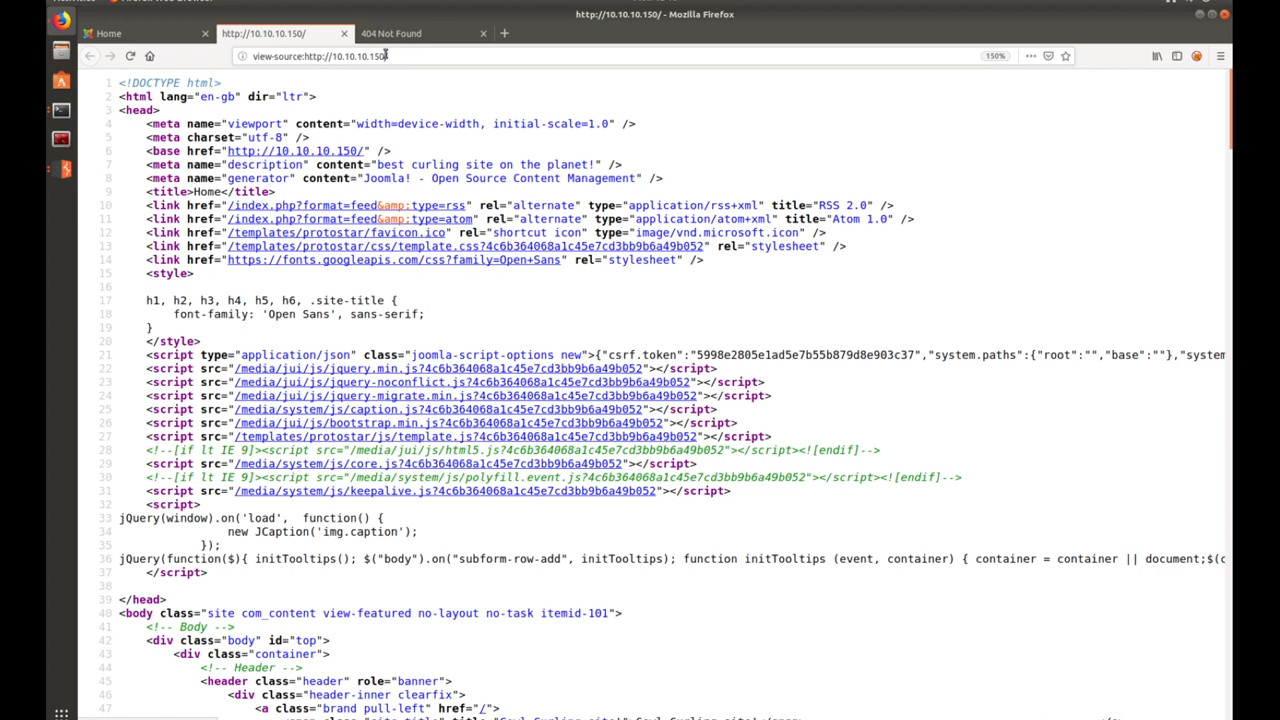 http://10.10.10.150/ - Mozilla Firefox
Home
http://10.10.10.150/
404 Not Found
view-source:http://10.10.10.150/
150%
1 <!DOCTYPE html>
2 <html lang="en-gb" dir="ltr">
3 <head>
4 <meta name="viewport" content="width=device-width, initial-scale=1.0" />
5 <meta charset="utf-8" />
6 <base href="http://10.10.10.150/" />
7 <meta name="description" content="best curling site on the planet!" />
8 <meta name="generator" content="Joomla! - Open Source Content Management" />
9 <title>Home</title>
10 <link href="/index.php?format=feed&amp;type=rss" rel="alternate" type="application/rss+xml" title="RSS 2.0" />
11 <link href="/index.php?format=feed&amp;type=atom" rel="alternate" type="application/atom+xml" title="Atom 1.0" />
12 <link href="/templates/protostar/favicon.ico" rel="shortcut icon" type="image/vnd.microsoft.icon" />
13 <link href="/templates/protostar/css/template.css?4c6b364068a1c45e7cd3bb9b6a49b052" rel="stylesheet" />
14 <link href="https://fonts.googleapis.com/css?family=Open+Sans" rel="stylesheet" />
15 <style>
16
17 h1, h2, h3, h4, h5, h6, .site-title {
18 font-family: 'Open Sans', sans-serif;
19 }
20 </style>
21 <script type="application/json" class="joomla-script-options new">{"csrf.token":"5998e2805e1ad5e7b55b879d8e903c37","system.paths":{"root":"","base":""},"system
22 <script src="/media/jui/js/jquery.min.js?4c6b364068a1c45e7cd3bb9b6a49b052"></script>
23 <script src="/media/jui/js/jquery-noconflict.js?4c6b364068a1c45e7cd3bb9b6a49b052"></script>
24 <script src="/media/jui/js/jquery-migrate.min.js?4c6b364068a1c45e7cd3bb9b6a49b052"></script>
25 <script src="/media/system/js/caption.js?4c6b364068a1c45e7cd3bb9b6a49b052"></script>
26 <script src="/media/jui/js/bootstrap.min.js?4c6b364068a1c45e7cd3bb9b6a49b052"></script>
27 <script src="/templates/protostar/js/template.js?4c6b364068a1c45e7cd3bb9b6a49b052"></script>
28 <!--[if lt IE 9]><script src="/media/jui/js/html5.js?4c6b364068a1c45e7cd3bb9b6a49b052"></script><![endif]-->
29 <script src="/media/system/js/core.js?4c6b364068a1c45e7cd3bb9b6a49b052"></script>
30 <!--[if lt IE 9]><script src="/media/system/js/polyfill.event.js?4c6b364068a1c45e7cd3bb9b6a49b052"></script><![endif]-->
31 <script src="/media/system/js/keepalive.js?4c6b364068a1c45e7cd3bb9b6a49b052"></script>
32 <script>
33 jQuery(window).on('load', function() {
34 new JCaption('img.caption');
35 });
36 jQuery(function($){ initTooltips(); $("body").on("subform-row-add", initTooltips); function initTooltips (event, container) { container = container || document;$(c
37 </script>
38
39 </head>
40 <body class="site com_content view-featured no-layout no-task itemid-101">
41 <!-- Body -->
42 <div class="body" id="top">
43 <div class="container">
44 <!-- Header -->
45 <header class="header" role="banner">
46 <div class="header-inner clearfix">
47 <a class="brand pull-left" href="/">